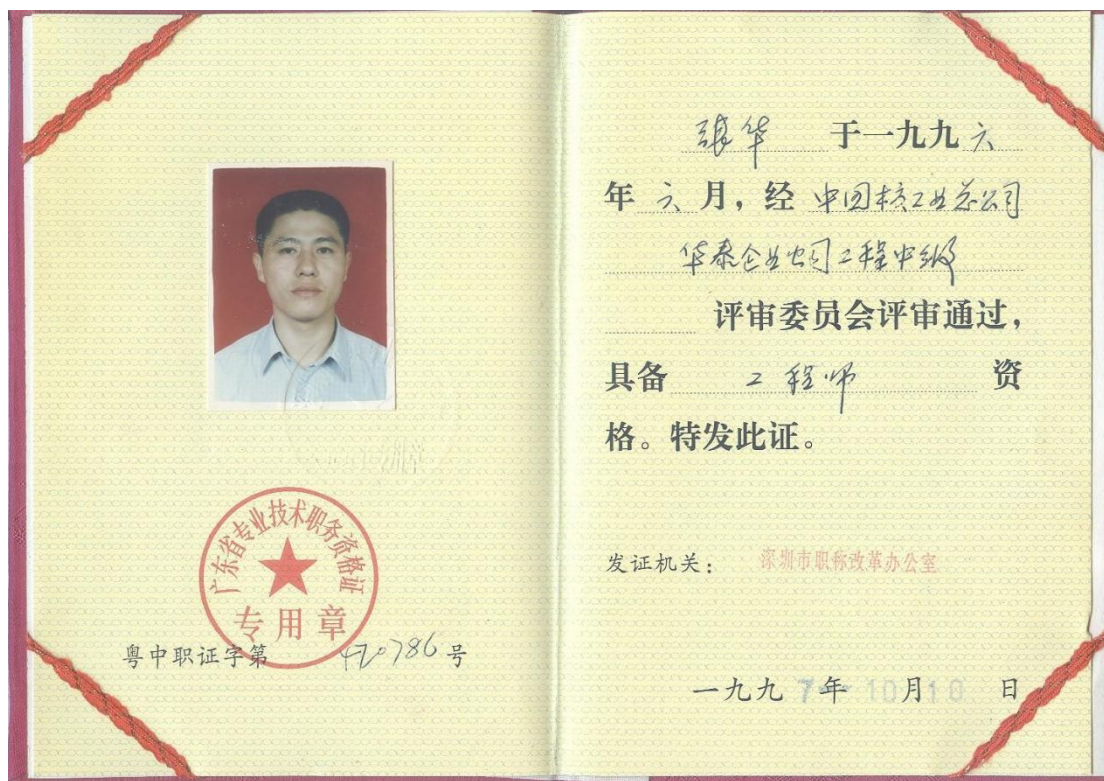 广东省专业技术职务资格证
专用章
粤中职证字第 420786 号
张华 于一九九六
年六月，经 中国核工业总公司
华泰企业公司工程中级
评审委员会评审通过，
具备 工程师 资
格。特发此证。
发证机关： 深圳市职称改革办公室
一九九 7 年 10 月 10 日